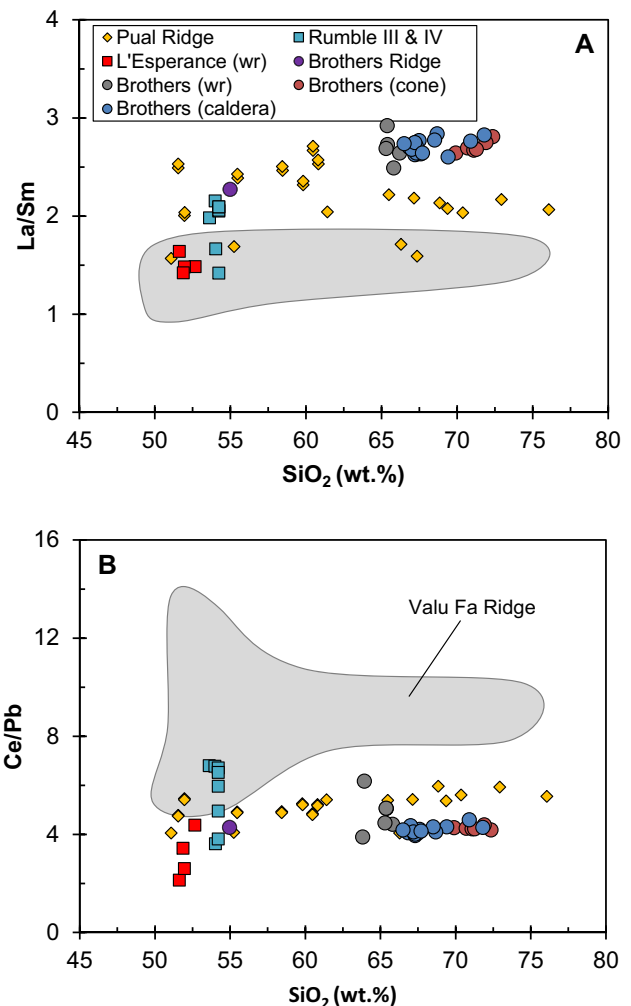 4
3
2
1
0
La/Sm
Pual Ridge
Rumble III & IV
L'Esperance (wr)
Brothers Ridge
Brothers (wr)
Brothers (cone)
Brothers (caldera)
A
45 50 55 60 65 70 75 80
SiO2 (wt.%)
16
12
8
4
0
Ce/Pb
B
Valu Fa Ridge
45 50 55 60 65 70 75 80
SiO2 (wt.%)